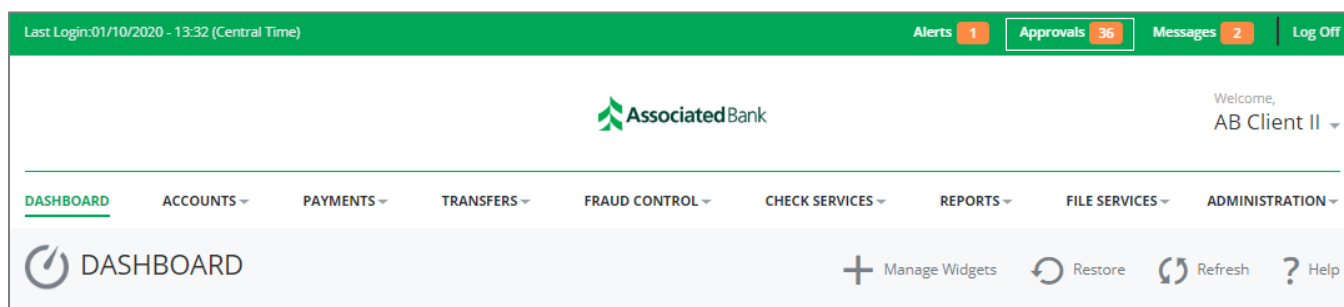 Last Login:01/10/2020 - 13:32 (Central Time) Alerts 1 Approvals 36 Messages 2 Log Off
Associated Bank
Welcome,
AB Client II
DASHBOARD ACCOUNTS PAYMENTS TRANSFERS FRAUD CONTROL CHECK SERVICES REPORTS FILE SERVICES ADMINISTRATION
DASHBOARD Manage Widgets Restore Refresh ? Help